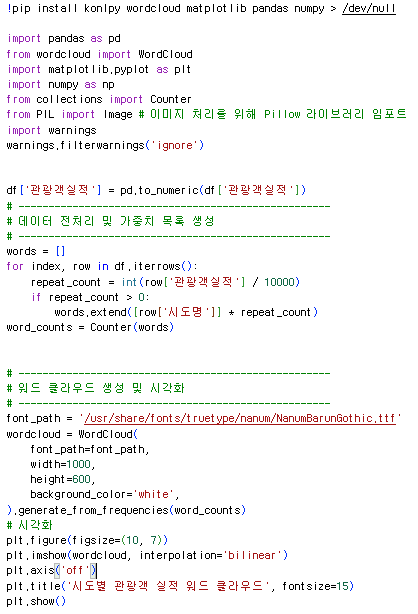 !pip install konlpy wordcloud matplotlib pandas numpy > /dev/null
import pandas as pd
from wordcloud import WordCloud
import matplotlib.pyplot as plt
import numpy as np
from collections import Counter
from PIL import Image # 이미지 처리를 위해 Pillow 라이브러리 임포트
import warnings
warnings.filterwarnings('ignore')
df['관광객실적'] = pd.to_numeric(df['관광객실적'])
# -----------------------------------------------------
# 데이터 전처리 및 가중치 목록 생성
# -----------------------------------------------------
words = []
for index, row in df.iterrows():
    repeat_count = int(row['관광객실적'] / 10000)
    if repeat_count > 0:
        words.extend([row['시도명']] * repeat_count)
word_counts = Counter(words)
# -----------------------------------------------------
# 워드 클라우드 생성 및 시각화
# -----------------------------------------------------
font_path = '/usr/share/fonts/truetype/nanum/NanumBarunGothic.ttf'
wordcloud = WordCloud(
    font_path=font_path,
    width=1000,
    height=600,
    background_color='white',
).generate_from_frequencies(word_counts)
# 시각화
plt.figure(figsize=(10, 7))
plt.imshow(wordcloud, interpolation='bilinear')
plt.axis('off')
plt.title('시도별 관광객 실적 워드 클라우드', fontsize=15)
plt.show()